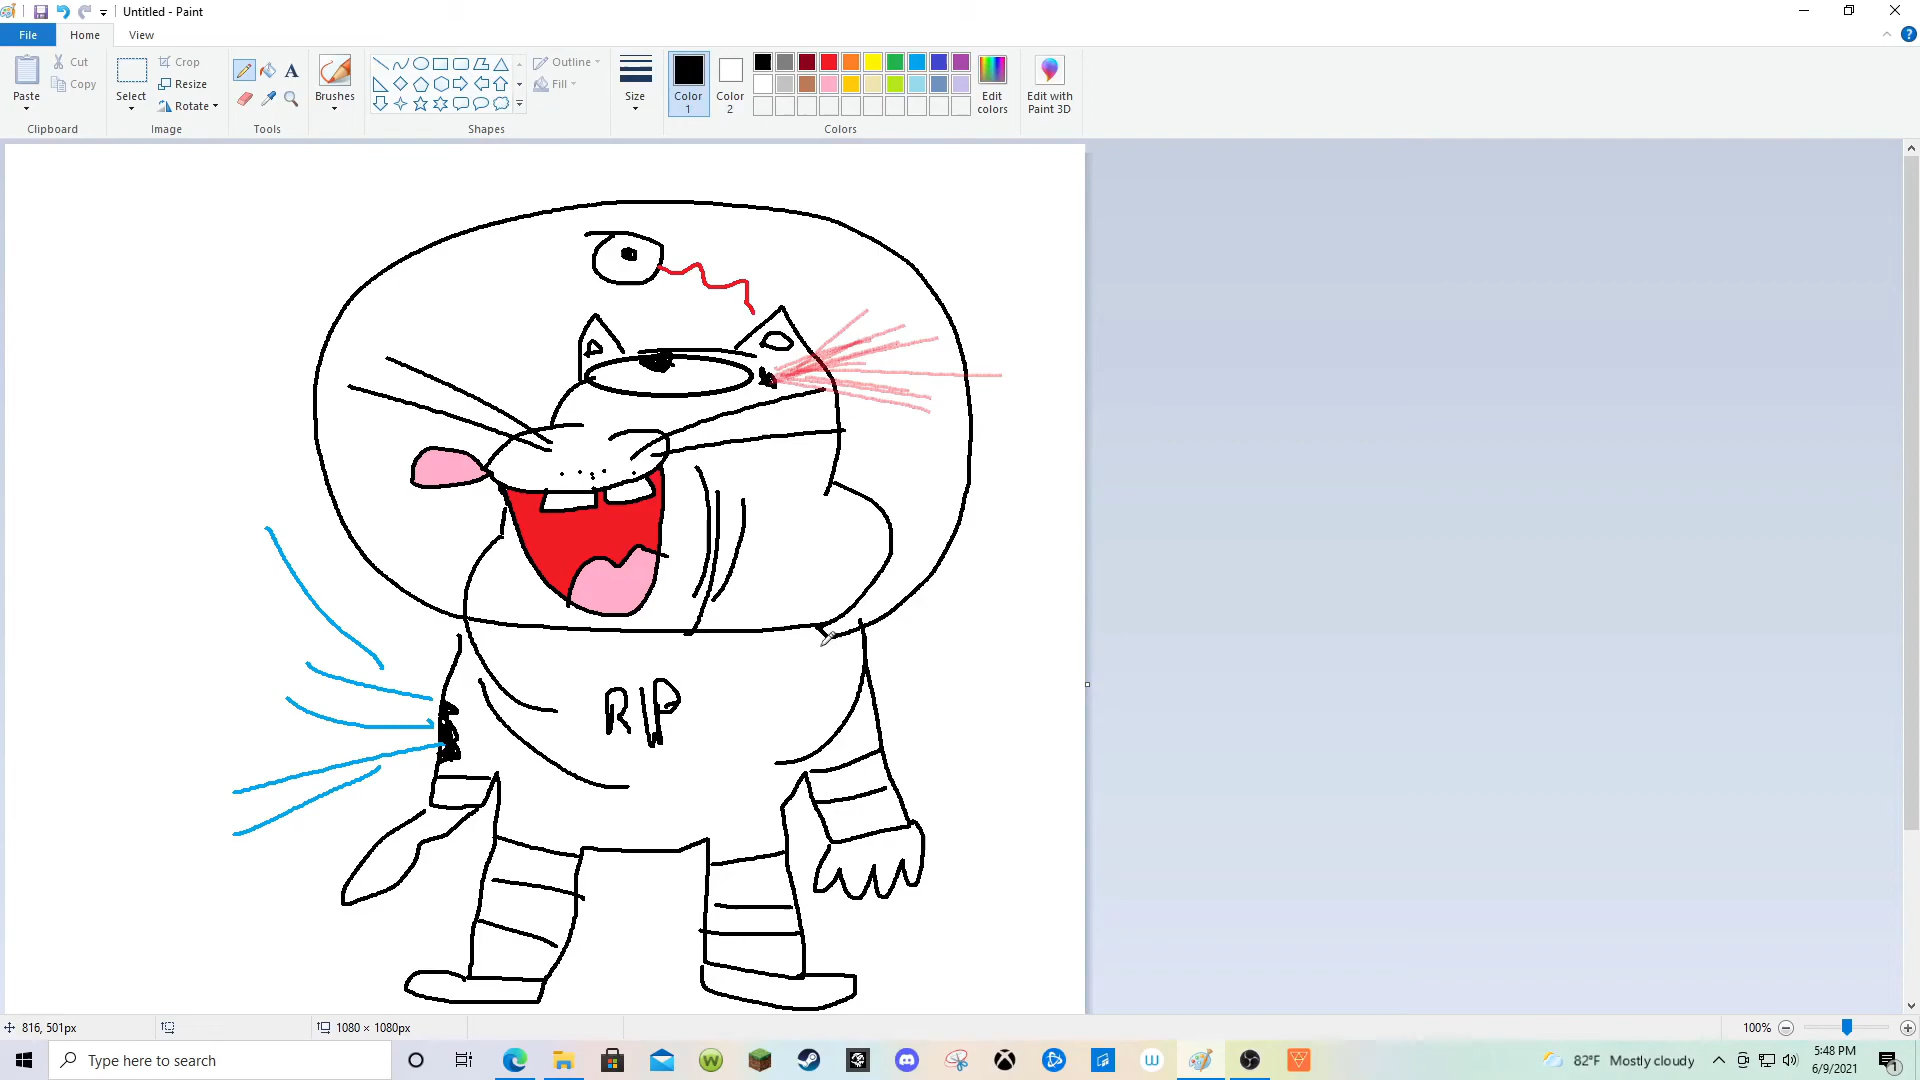 Untitled - Paint
File Home View
Paste Cut Copy Clipboard
Select Crop Resize Rotate Image
Tools
Brushes
Shapes
Outline Fill
Size
Color 1
Color 2
Edit colors
Colors
Edit with Paint 3D
RIP
816, 501px
1080 × 1080px
100%
Type here to search
82°F Mostly cloudy
5:48 PM
6/9/2021
1